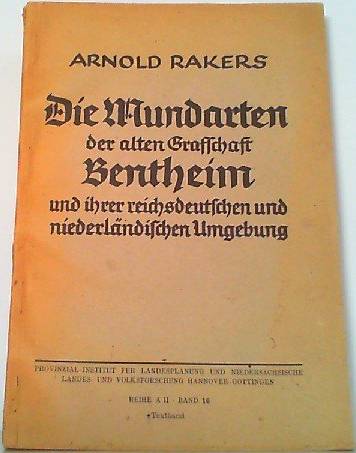 ARNOLD RAKERS
Die Mundarten
der alten Grafschaft
Bentheim
und ihrer reichsdeutschen und
niederländischen Umgebung
PROVINZIAL-INSTITUT FÜR LANDESPLANUNG UND NIEDERSÄCHSISCHE
LANDES- UND VOLKSFORSCHUNG HANNOVER-GÖTTINGEN
REIHE A II · BAND 16
Textband